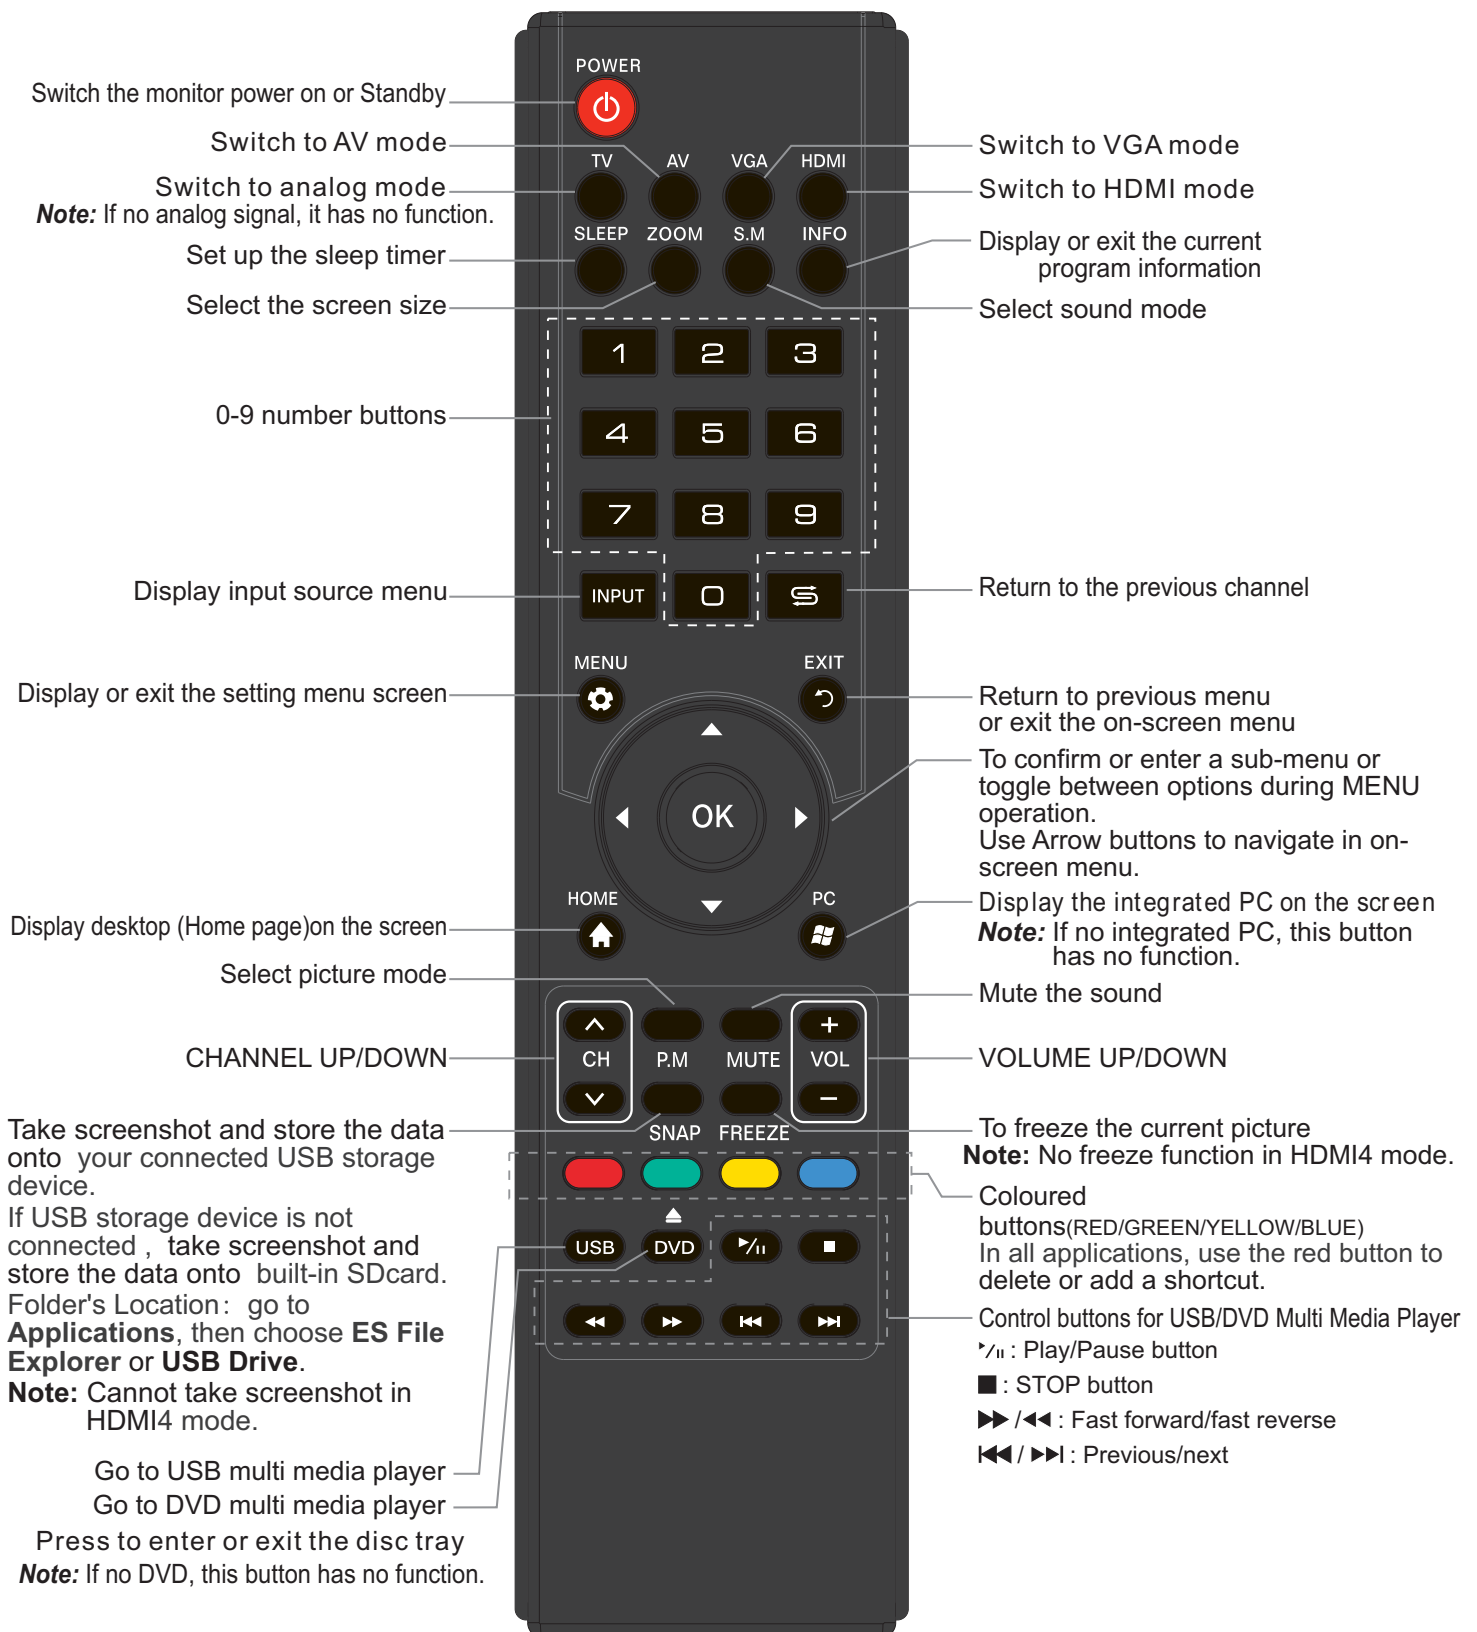 POWER
Switch the monitor power on or Standby
Switch to AV mode
Switch to analog mode
Note: If no analog signal, it has no function.
Set up the sleep timer
Select the screen size
0-9 number buttons
Display input source menu
Display or exit the setting menu screen
Display desktop (Home page)on the screen
Select picture mode
CHANNEL UP/DOWN
Take screenshot and store the data
onto your connected USB storage
device.
If USB storage device is not
connected , take screenshot and
store the data onto built-in SDcard.
Folder's Location: go to
Applications, then choose ES File
Explorer or USB Drive.
Note: Cannot take screenshot in
HDMI4 mode.
Go to USB multi media player
Go to DVD multi media player
Press to enter or exit the disc tray
Note: If no DVD, this button has no function.
TV AV VGA HDMI
SLEEP ZOOM S.M INFO
1 2 3
4 5 6
7 8 9
INPUT 0
MENU EXIT
OK
HOME PC
CH P.M MUTE VOL
SNAP FREEZE
USB DVD
Switch to VGA mode
Switch to HDMI mode
Display or exit the current
program information
Select sound mode
Return to the previous channel
Return to previous menu
or exit the on-screen menu
To confirm or enter a sub-menu or
toggle between options during MENU
operation.
Use Arrow buttons to navigate in on-
screen menu.
Display the integrated PC on the screen
Note: If no integrated PC, this button
has no function.
Mute the sound
VOLUME UP/DOWN
To freeze the current picture
Note: No freeze function in HDMI4 mode.
Coloured
buttons(RED/GREEN/YELLOW/BLUE)
In all applications, use the red button to
delete or add a shortcut.
Control buttons for USB/DVD Multi Media Player
: Play/Pause button
: STOP button
/ : Fast forward/fast reverse
/ : Previous/next